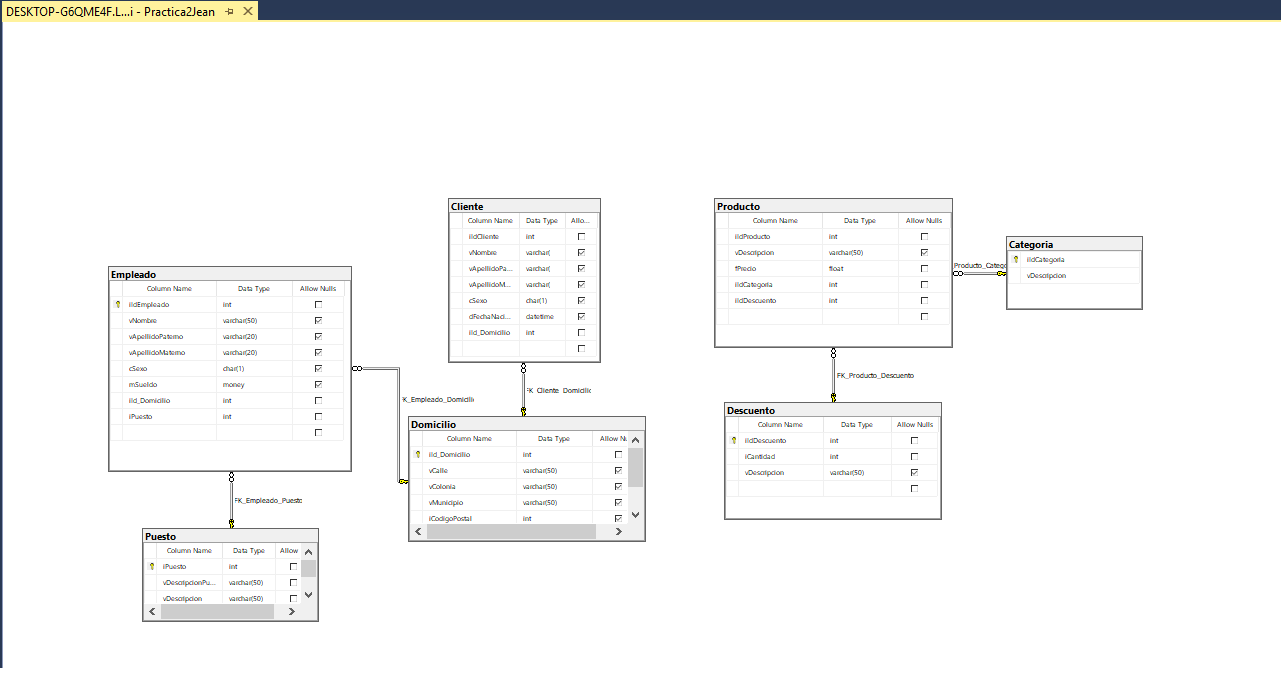 DESKTOP-G6QME4F.L...i - Practica2Jean
Cliente
Column Name Data Type Allo...
iIdCliente int
vNombre varchar(
vApellidoPa... varchar(
vApellidoM... varchar(
cSexo char(1)
dFechaNaci... datetime
iId_Domicilio int
Producto
Column Name Data Type Allow Nulls
iIdProducto int
vDescripcion varchar(50)
fPrecio float
iIdCategoria int
iIdDescuento int
Producto_Catego
Categoria
iIdCategoria
vDescripcion
Empleado
Column Name Data Type Allow Nulls
iIdEmpleado int
vNombre varchar(50)
vApellidoPaterno varchar(20)
vApellidoMaterno varchar(20)
cSexo char(1)
mSueldo money
iId_Domicilio int
iPuesto int
FK_Empleado_Domicili
FK_Cliente_Domicilio
FK_Producto_Descuento
Domicilio
Column Name Data Type Allow Nu
iId_Domicilio int
vCalle varchar(50)
vColonia varchar(50)
vMunicipio varchar(50)
iCodigoPostal int
Descuento
Column Name Data Type Allow Nulls
iIdDescuento int
iCantidad int
vDescripcion varchar(50)
FK_Empleado_Puesto
Puesto
Column Name Data Type Allow
iPuesto int
vDescripcionPu... varchar(50)
vDescripcion varchar(50)